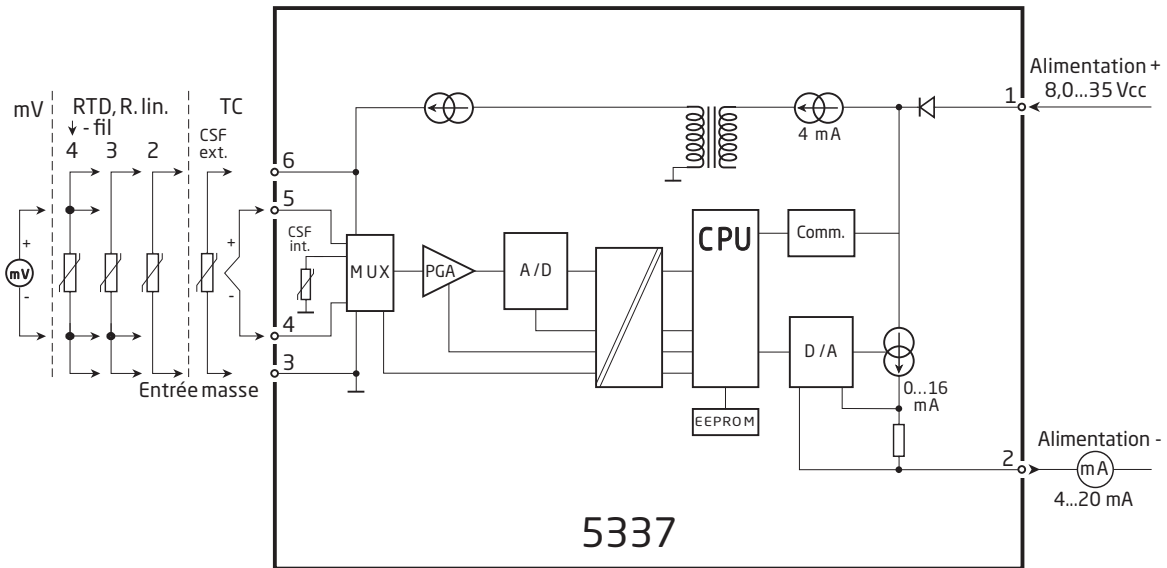 Alimentation +
8,0...35 Vcc
1
mV
RTD, R. lin.
- fil
4 3 2
TC
CSF
ext.
4 mA
6
5
CSF
int.
MUX
PGA
A/D
CPU
Comm.
+
-
mV
+
-
4
3
Entrée masse
D/A
0...16
mA
EEPROM
2
Alimentation -
mA
4...20 mA
5337